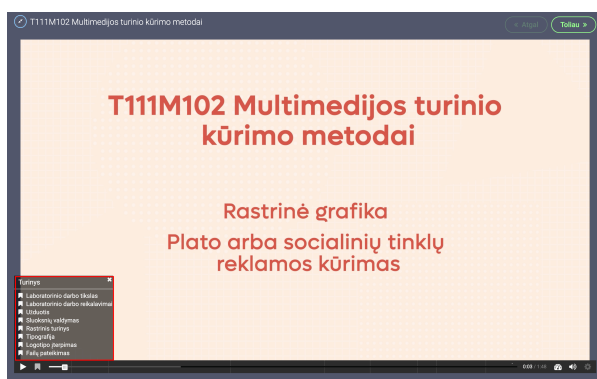 T111M102 Multimedijos turinio kūrimo metodai
« Atgal
Toliau »
T111M102 Multimedijos turinio
kūrimo metodai
Rastrinė grafika
Plato arba socialinių tinklų
reklamos kūrimas
Turinys
Laboratorinio darbo tikslas
Laboratorinio darbo reikalavimai
Užduotis
Sluoksnių valdymas
Rastrinis turinys
Tipografija
Logotipo įterpimas
Failų pateikimas
0:03 / 1:48